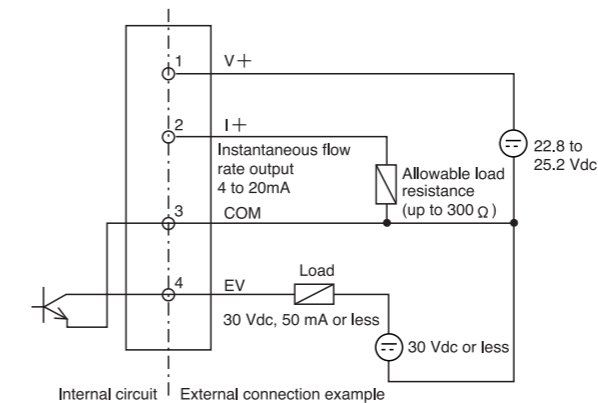 1
V+
2
I+
Instantaneous flow
rate output
4 to 20mA
22.8 to
25.2 Vdc
Allowable load
resistance
(up to 300 Ω)
3
COM
4
EV
Load
30 Vdc, 50 mA or less
30 Vdc or less
Internal circuit
External connection example